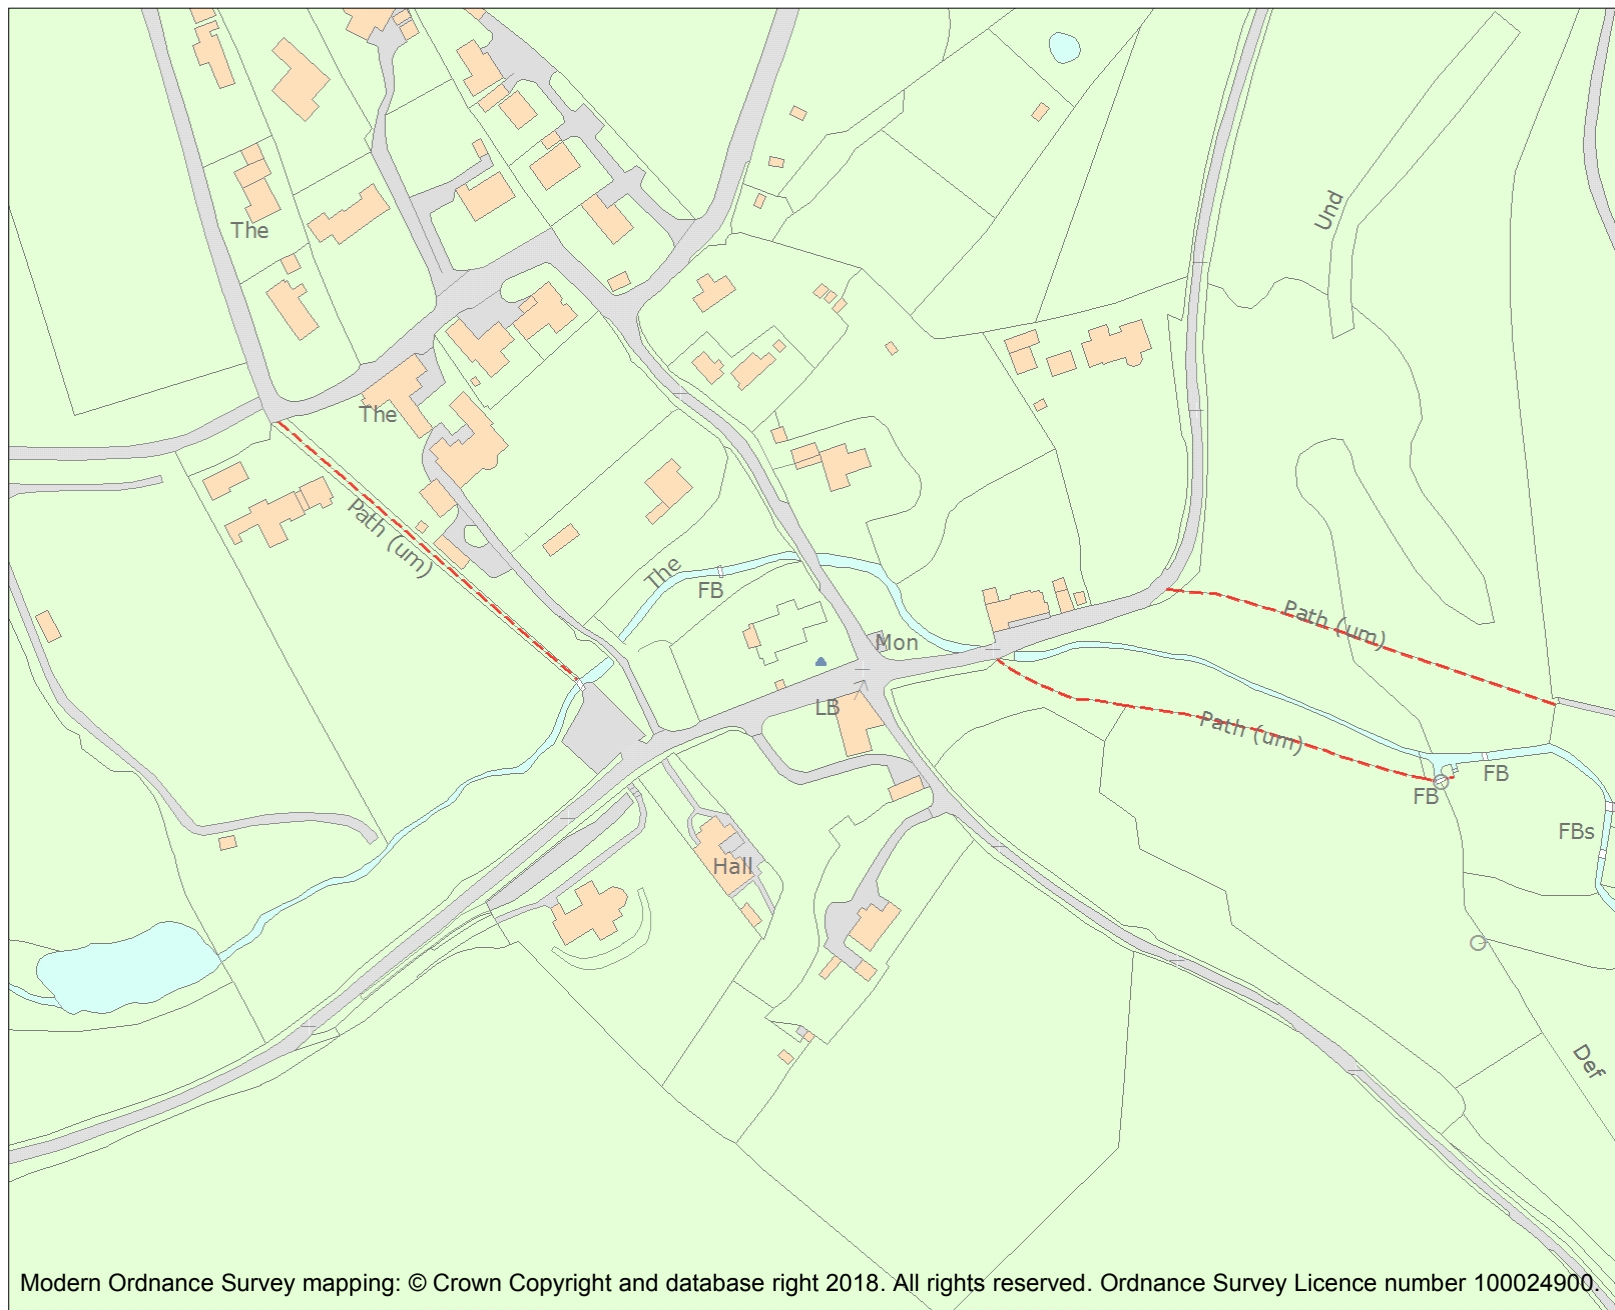 Und
The
The
Path (um)
The
FB
Path (um)
Mon
LB
Path (um)
FB
FB
FBs
Hall
Def
Modern Ordnance Survey mapping: © Crown Copyright and database right 2018. All rights reserved. Ordnance Survey Licence number 100024900.